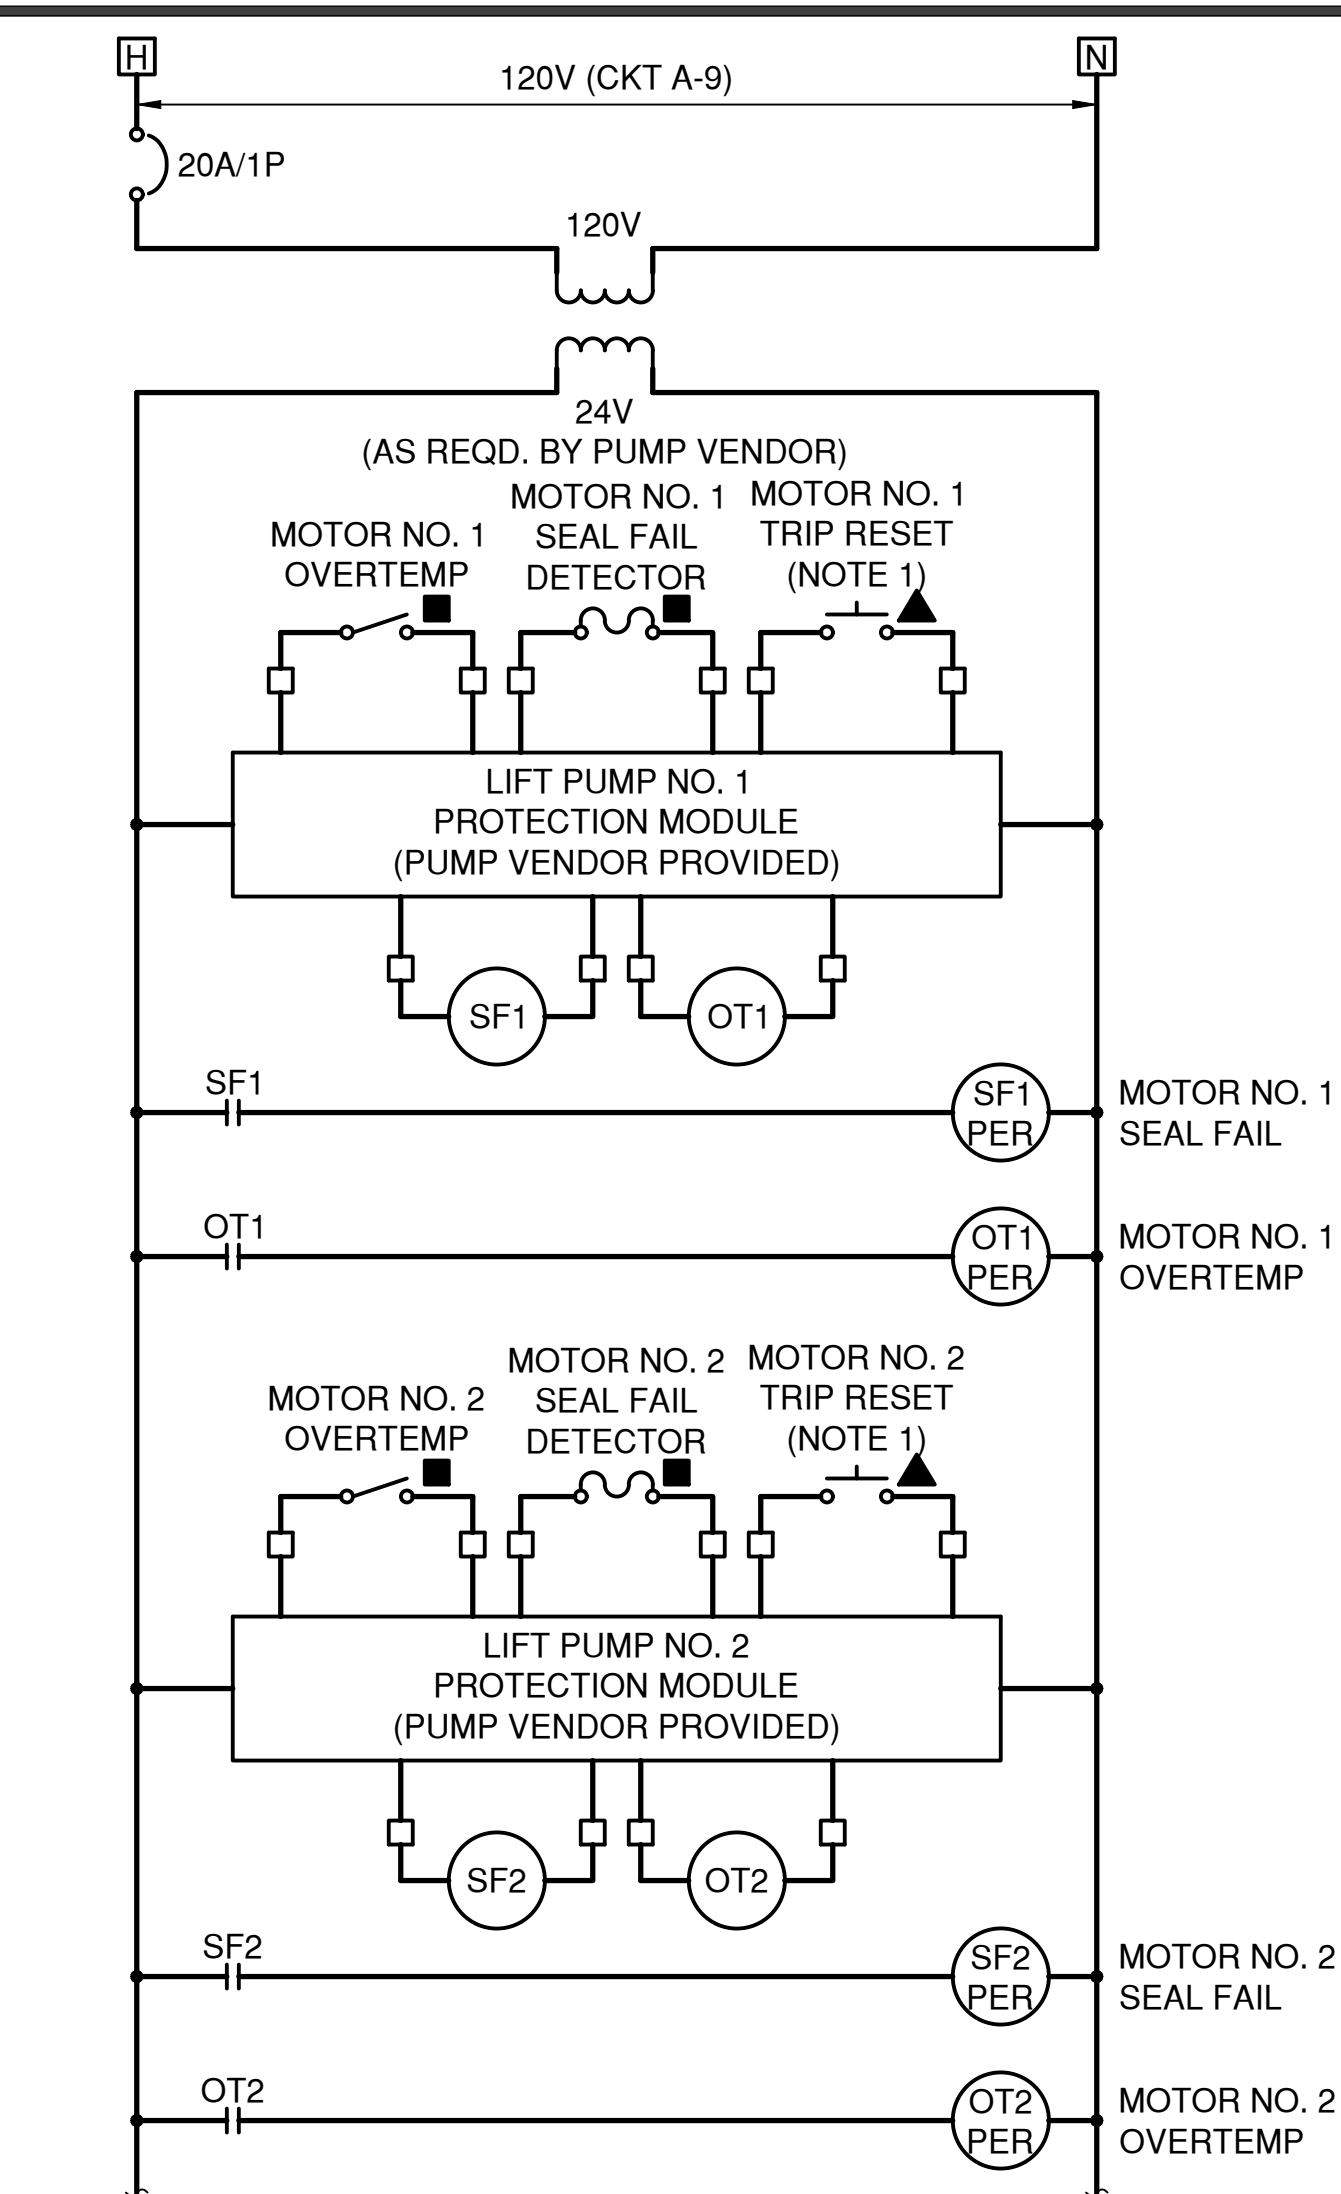 H
N
120V (CKT A-9)
20A/1P
120V
24V
(AS REQD. BY PUMP VENDOR)
MOTOR NO. 1
OVERTEMP
MOTOR NO. 1
SEAL FAIL
DETECTOR
MOTOR NO. 1
TRIP RESET
(NOTE 1)
LIFT PUMP NO. 1
PROTECTION MODULE
(PUMP VENDOR PROVIDED)
SF1
OT1
SF1
SF1
PER
MOTOR NO. 1
SEAL FAIL
OT1
OT1
PER
MOTOR NO. 1
OVERTEMP
MOTOR NO. 2
OVERTEMP
MOTOR NO. 2
SEAL FAIL
DETECTOR
MOTOR NO. 2
TRIP RESET
(NOTE 1)
LIFT PUMP NO. 2
PROTECTION MODULE
(PUMP VENDOR PROVIDED)
SF2
OT2
SF2
SF2
PER
MOTOR NO. 2
SEAL FAIL
OT2
OT2
PER
MOTOR NO. 2
OVERTEMP